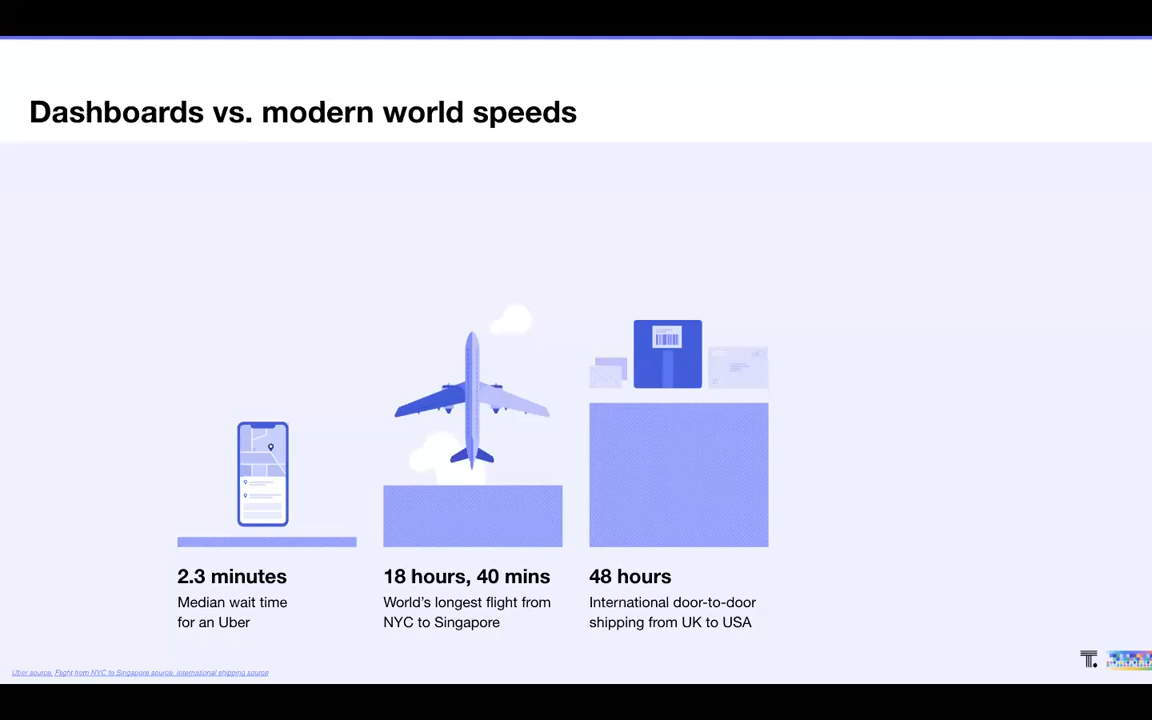 Dashboards vs. modern world speeds
2.3 minutes
Median wait time
for an Uber
18 hours, 40 mins
World's longest flight from
NYC to Singapore
48 hours
International door-to-door
shipping from UK to USA
Uber source, Flight from NYC to Singapore source, international shipping source
T.